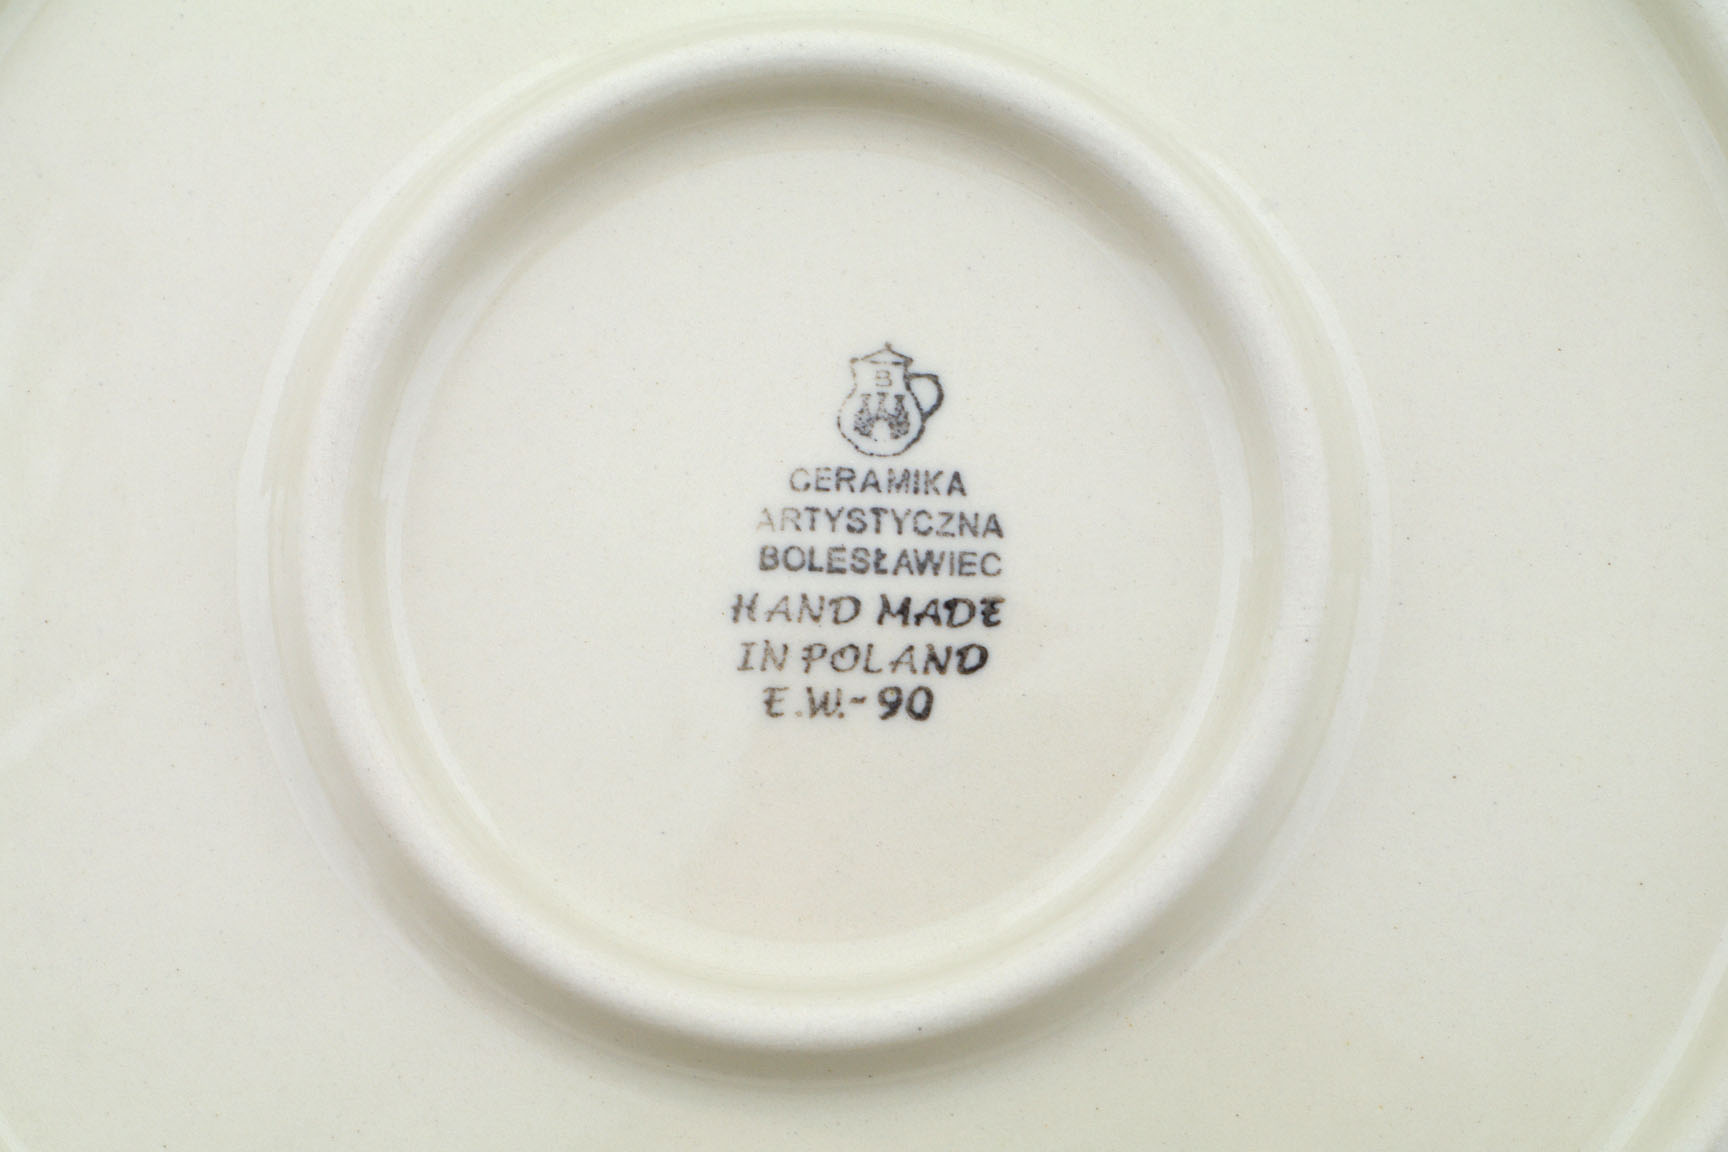 B
CERAMIKA
ARTYSTYCZNA
BOLESŁAWIEC
HAND MADE
IN POLAND
E.W.~90